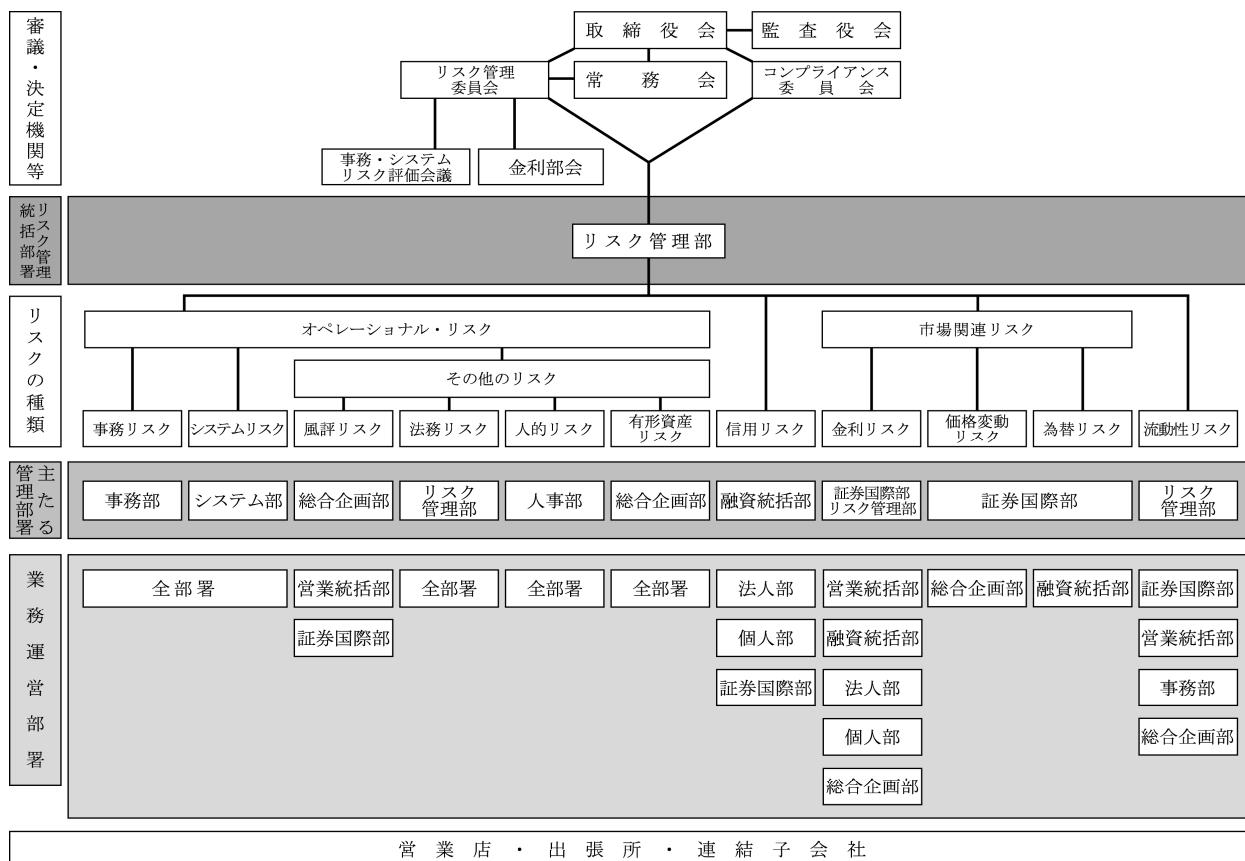 審議・決定機関等
取締役会
監査役会
リスク管理
委員会
常務会
コンプライアンス
委員会
事務・システム
リスク評価会議
金利部会
リスク管理
統括部署
リスク管理部
リスクの種類
オペレーショナル・リスク
市場関連リスク
その他のリスク
事務リスク
システムリスク
風評リスク
法務リスク
人的リスク
有形資産
リスク
信用リスク
金利リスク
価格変動
リスク
為替リスク
流動性リスク
主たる
管理部署
事務部
システム部
総合企画部
リスク
管理部
人事部
総合企画部
融資統括部
証券国際部
リスク管理部
証券国際部
リスク
管理部
業務運営部署
全部署
営業統括部
全部署
全部署
全部署
法人部
営業統括部
総合企画部
融資統括部
証券国際部
証券国際部
個人部
融資統括部
営業統括部
証券国際部
法人部
事務部
個人部
総合企画部
総合企画部
営業店・出張所・連結子会社